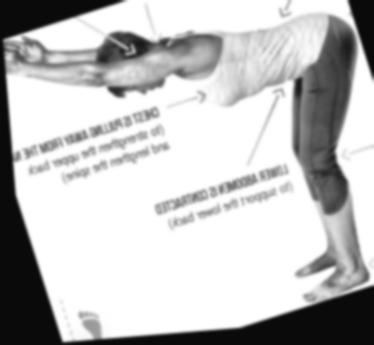 CHEST IS PULLING AWAY FROM THE
(to strengthen the upper back
and lengthen the spine)
LOWER ABDOMEN IS CONTRACTED
(to support the lower back)